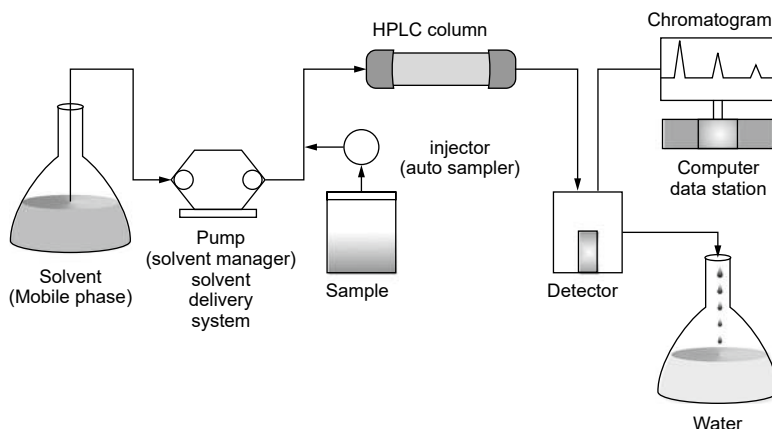 Chromatogram
HPLC column
injector
(auto sampler)
Computer
data station
Pump
(solvent manager)
solvent
delivery
system
Solvent
(Mobile phase)
Sample
Detector
Water